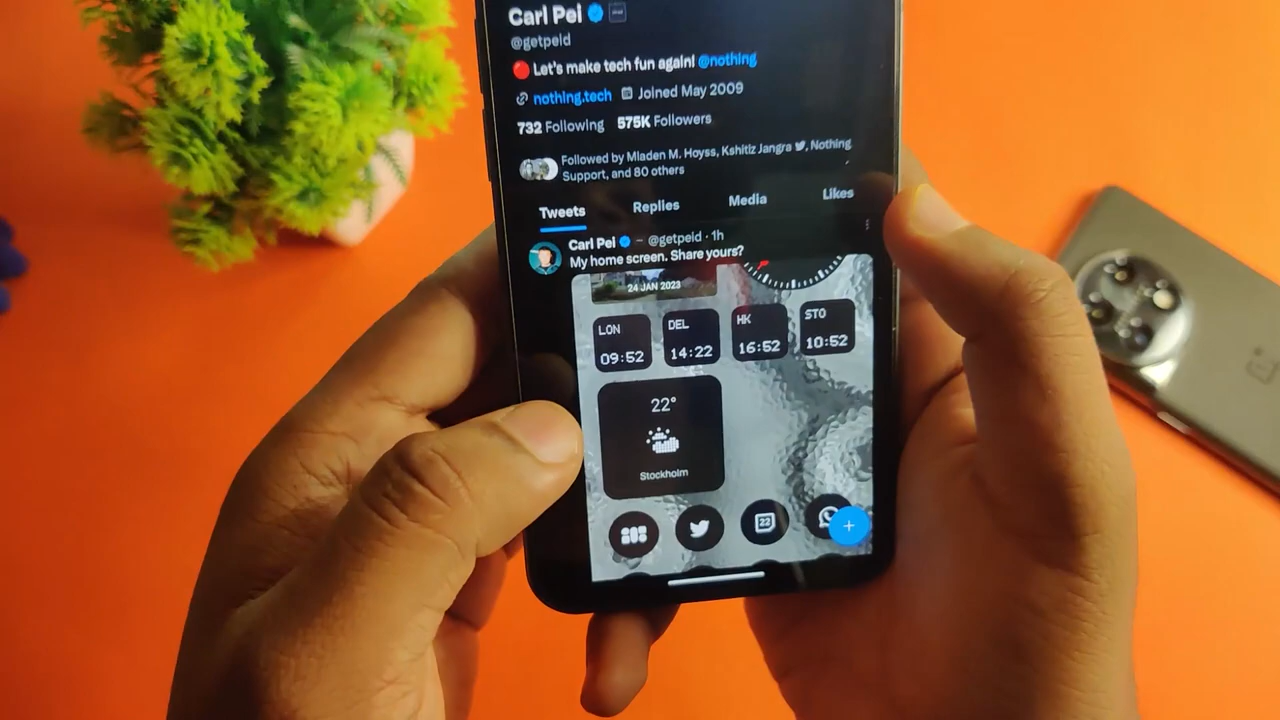 Carl Pei
@getpeid
Let's make tech fun again! @nothing
nothing.tech Joined May 2009
732 Following 575K Followers
Followed by Mladen M. Hoyss, Kshitiz Jangra, Nothing
Support, and 80 others
Tweets Replies Media Likes
Carl Pei @getpeid · 1h
My home screen. Share yours?
24 JAN 2023
LON DEL HK STO
09:52 14:22 16:52 10:52
22°
Stockholm
22